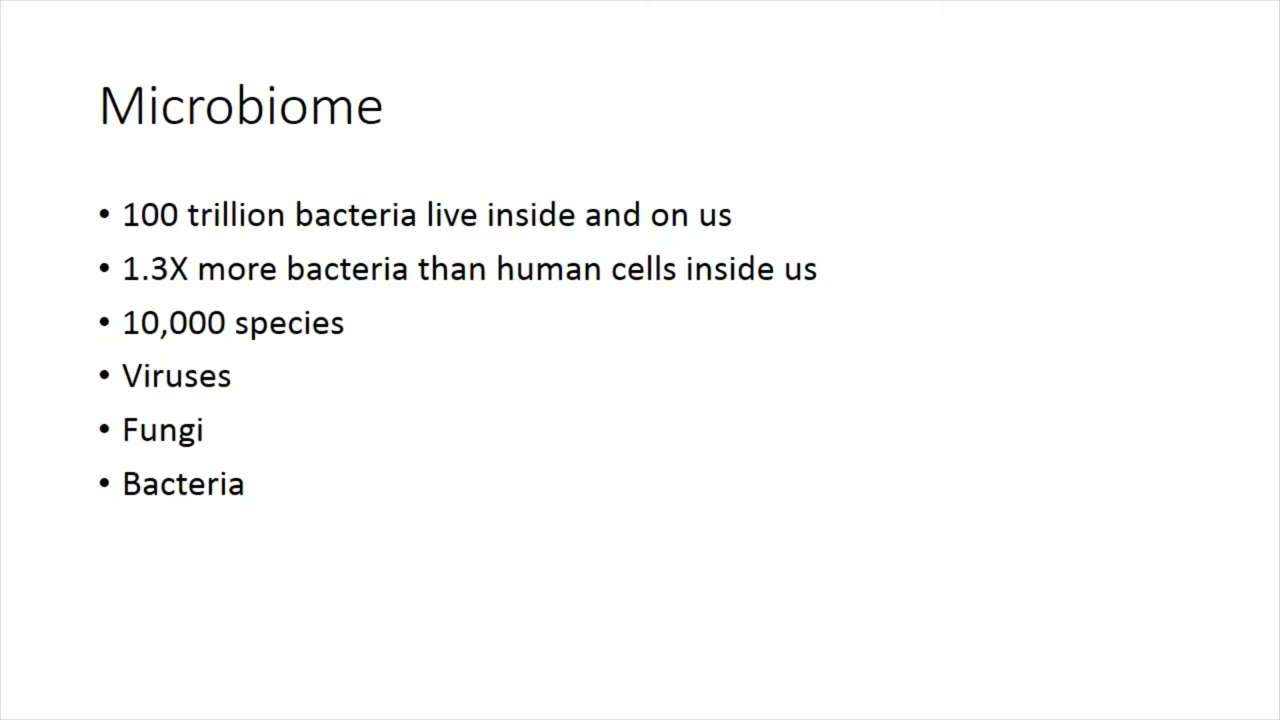 Microbiome
• 100 trillion bacteria live inside and on us
• 1.3X more bacteria than human cells inside us
• 10,000 species
• Viruses
• Fungi
• Bacteria